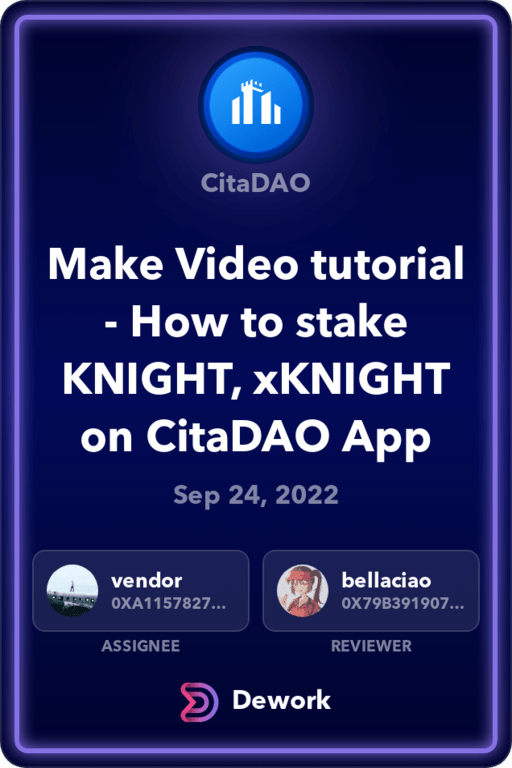 CitaDAO
Make Video tutorial
- How to stake
KNIGHT, xKNIGHT
on CitaDAO App
Sep 24, 2022
vendor
0XA1157827...
ASSIGNEE
bellaciao
0X79B391907...
REVIEWER
Dework